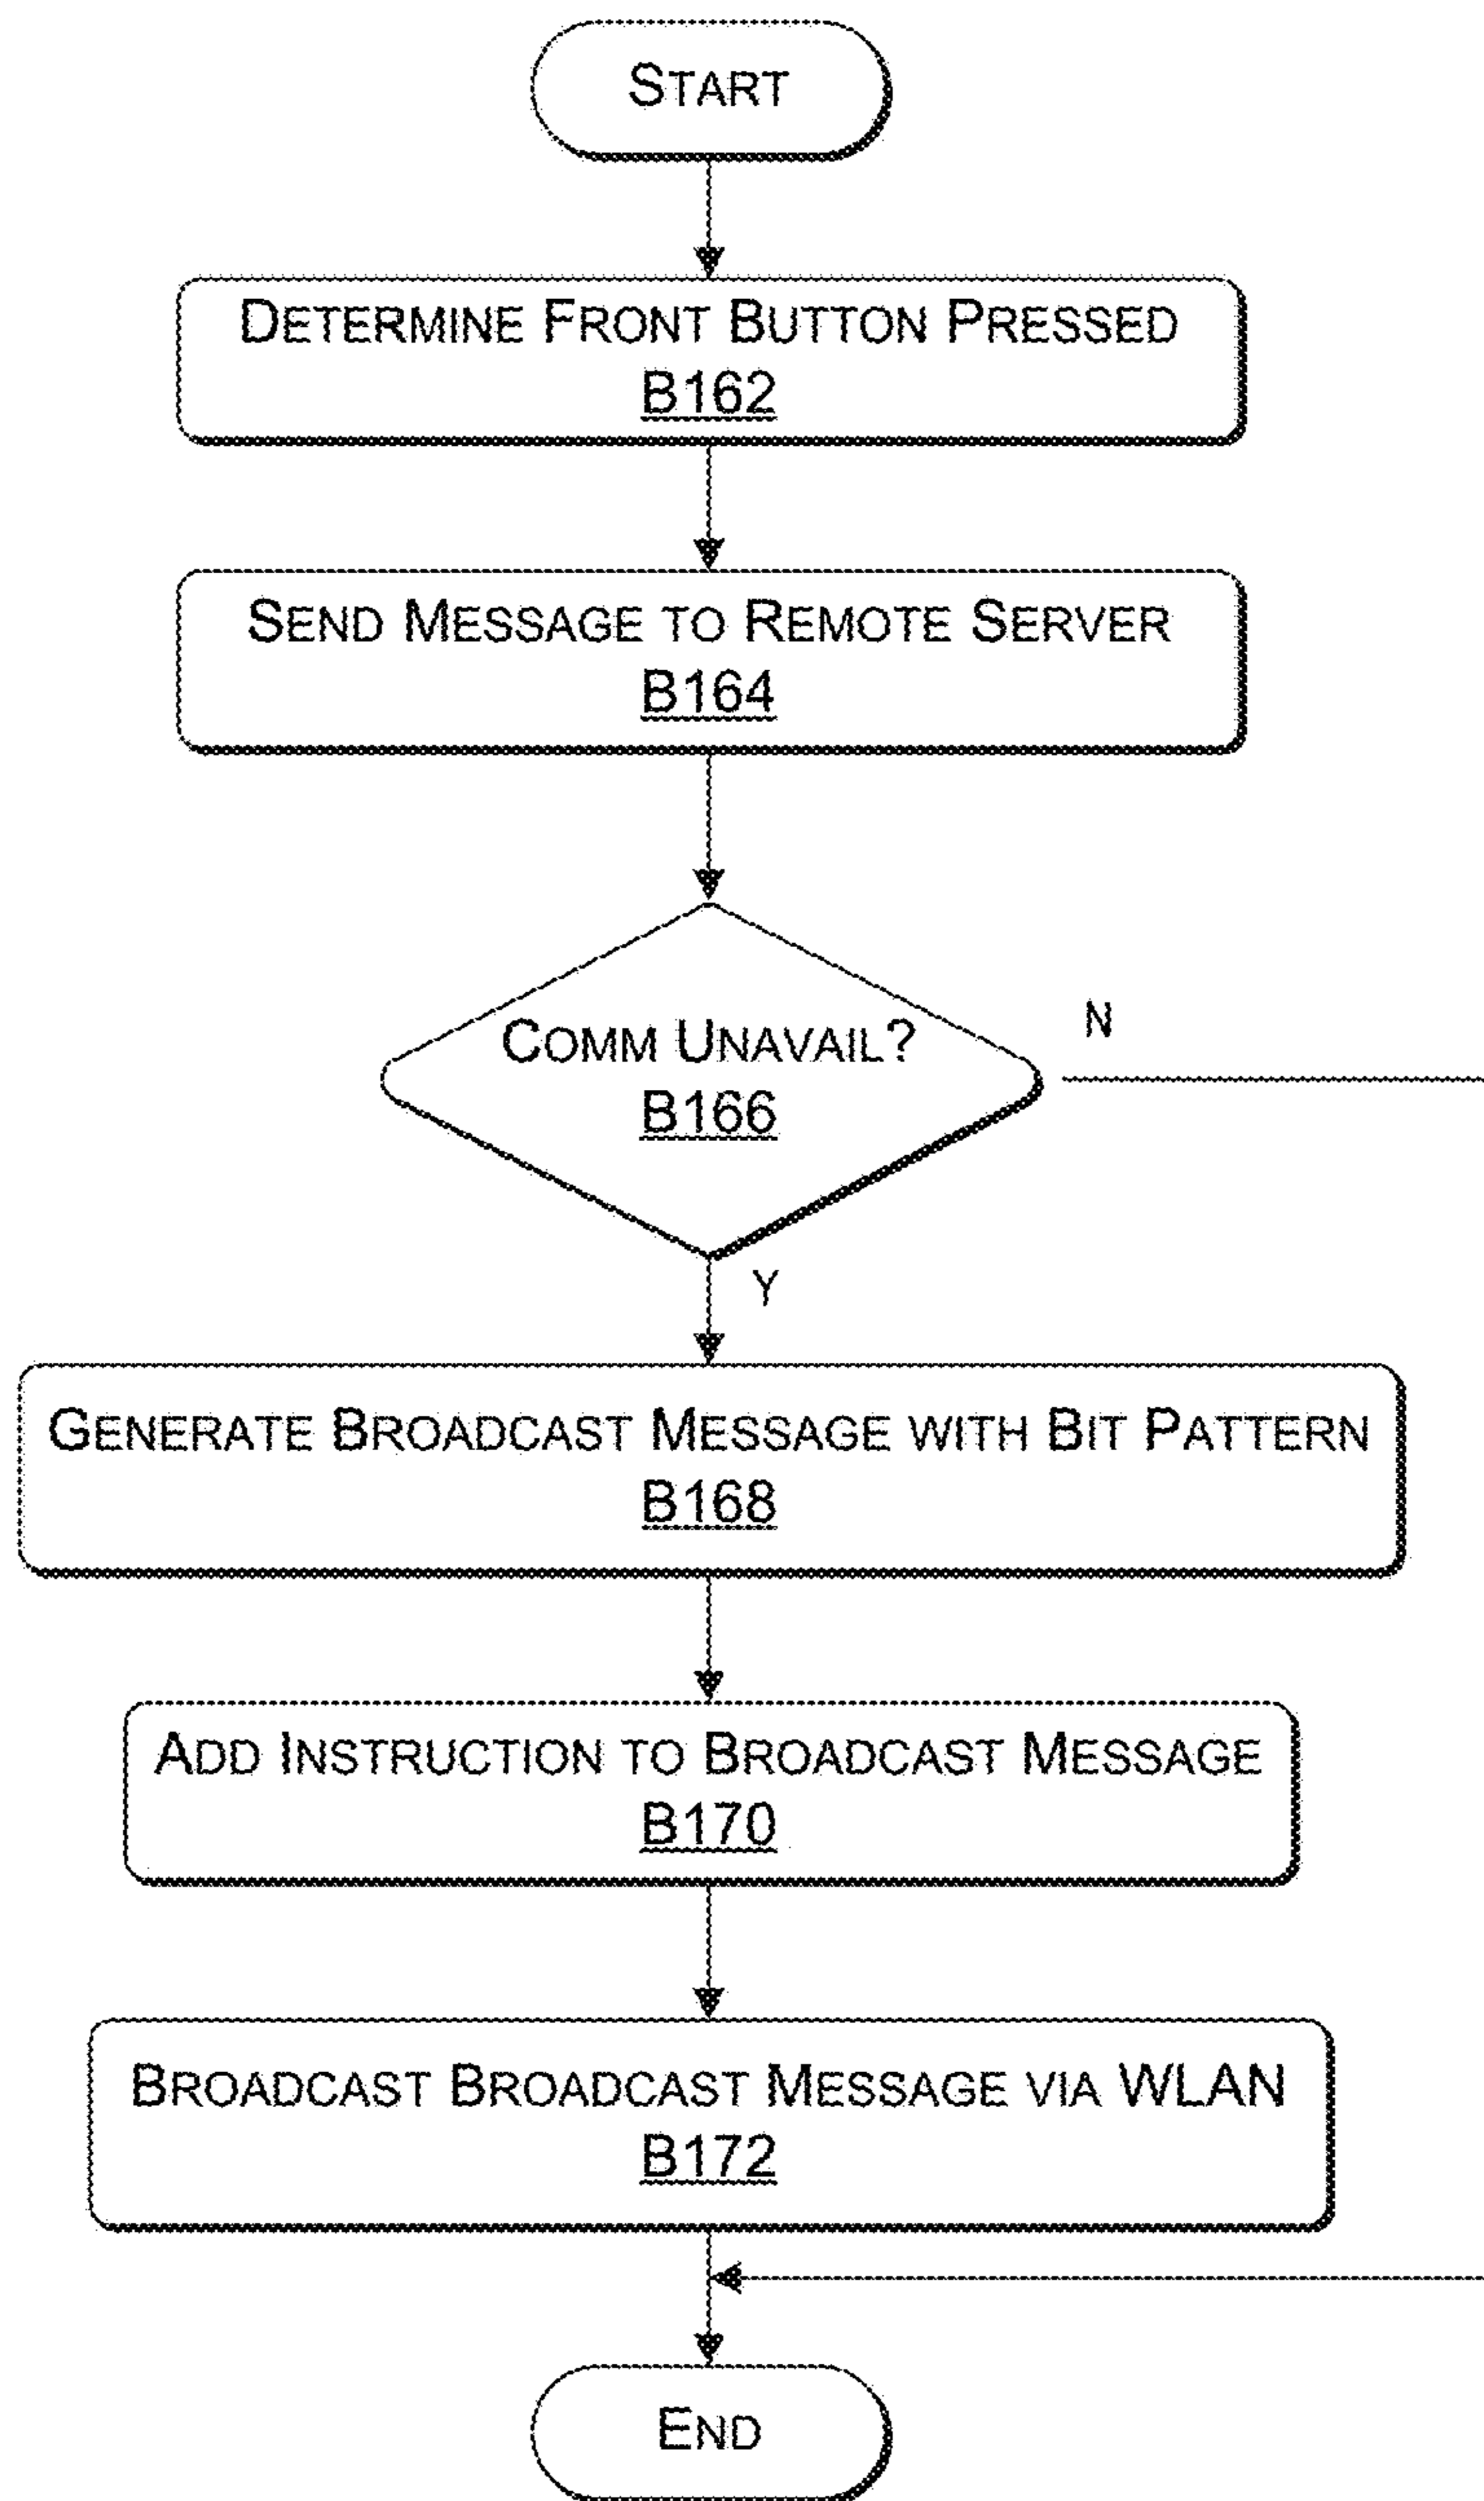 START
DETERMINE FRONT BUTTON PRESSED
B162
SEND MESSAGE TO REMOTE SERVER
B164
COMM UNAVAIL?
B166
N
Y
GENERATE BROADCAST MESSAGE WITH BIT PATTERN
B168
ADD INSTRUCTION TO BROADCAST MESSAGE
B170
BROADCAST BROADCAST MESSAGE VIA WLAN
B172
END